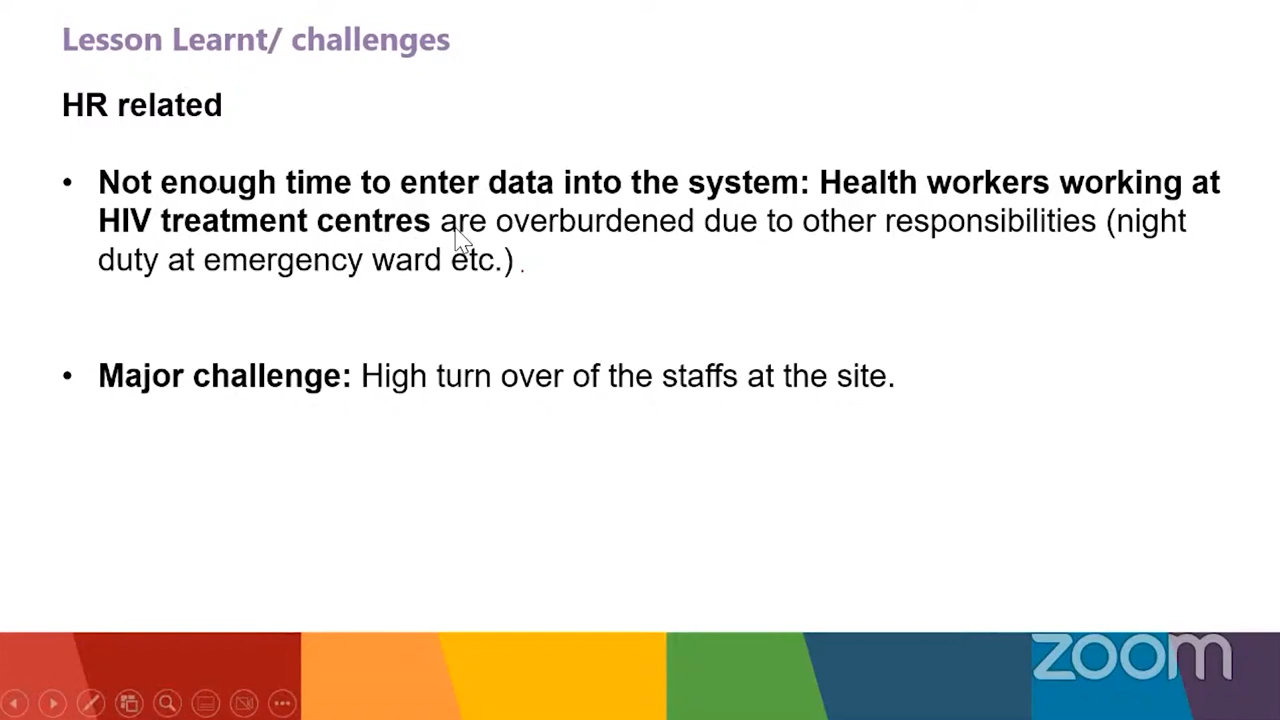 Lesson Learnt/ challenges
HR related
• Not enough time to enter data into the system: Health workers working at
HIV treatment centres are overburdened due to other responsibilities (night
duty at emergency ward etc.) .
• Major challenge: High turn over of the staffs at the site.
zoom